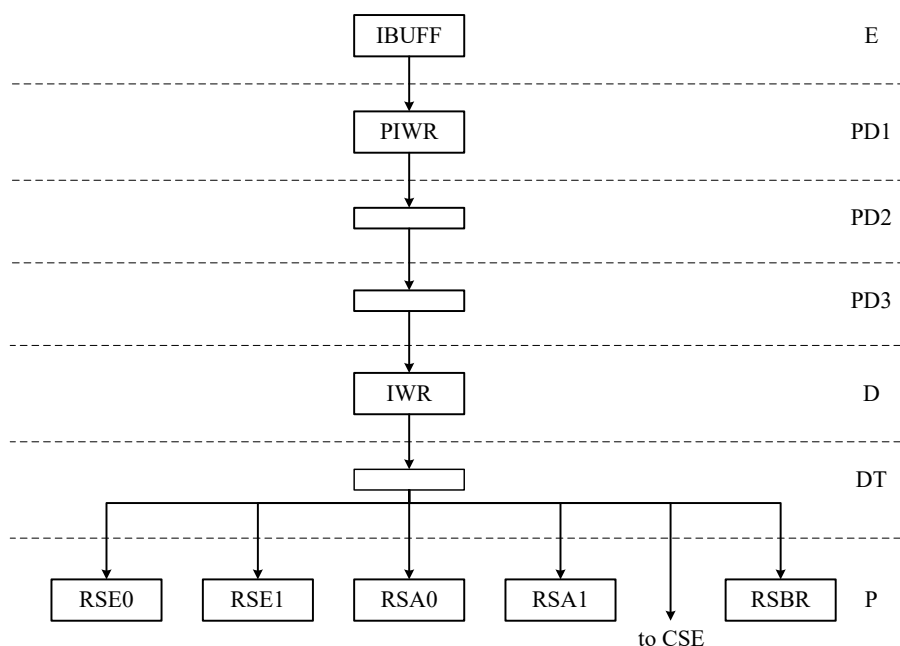 IBUFF E
PIWR PD1
PD2
PD3
IWR D
DT
RSE0 RSE1 RSA0 RSA1 RSBR P
to CSE